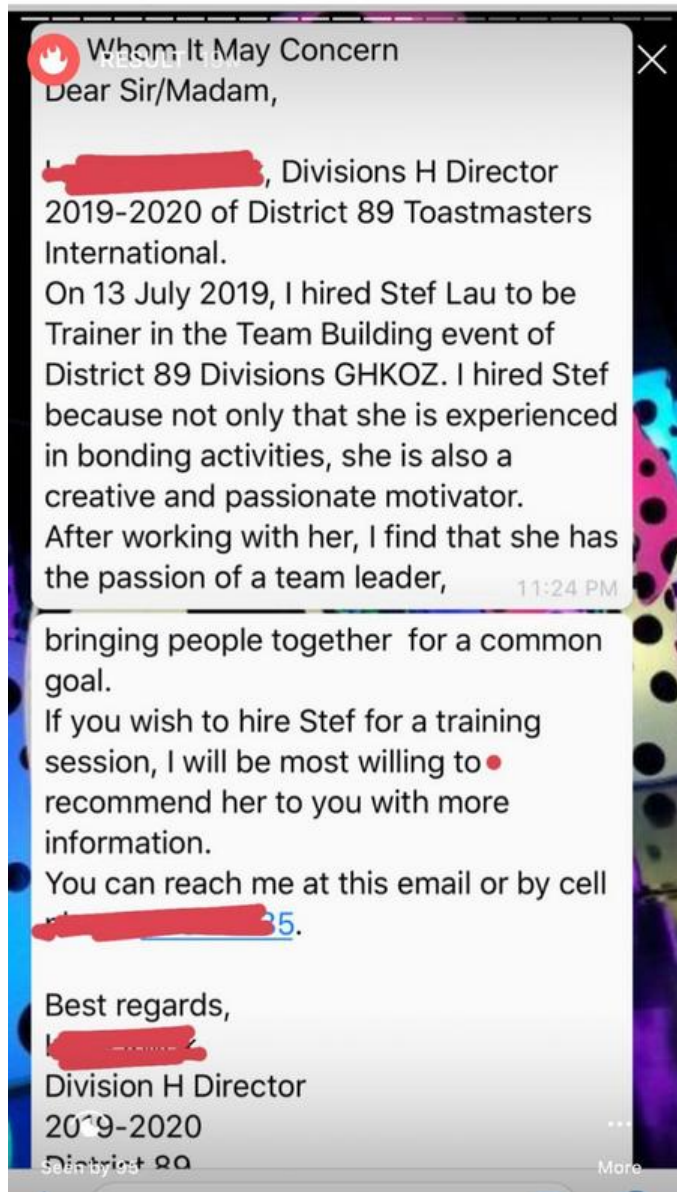 Whom It May Concern
RESULT
Dear Sir/Madam,
, Divisions H Director
2019-2020 of District 89 Toastmasters
International.
On 13 July 2019, I hired Stef Lau to be
Trainer in the Team Building event of
District 89 Divisions GHKOZ. I hired Stef
because not only that she is experienced
in bonding activities, she is also a
creative and passionate motivator.
After working with her, I find that she has
the passion of a team leader,
11:24 PM
bringing people together for a common
goal.
If you wish to hire Stef for a training
session, I will be most willing to
recommend her to you with more
information.
You can reach me at this email or by cell
35.
Best regards,
Division H Director
2019-2020
District 89
Seen by 95
More